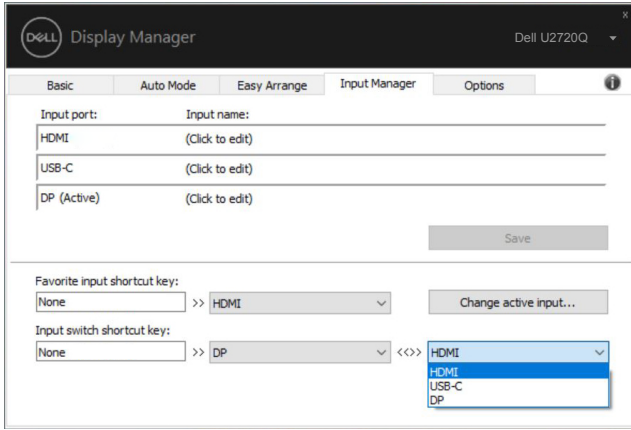 x
DELL Display Manager Dell U2720Q
Basic Auto Mode Easy Arrange Input Manager Options i
Input port: Input name:
HDMI (Click to edit)
USB-C (Click to edit)
DP (Active) (Click to edit)
Save
Favorite input shortcut key:
None >> HDMI Change active input...
Input switch shortcut key:
None >> DP <<>> HDMI
HDMI
USB-C
DP